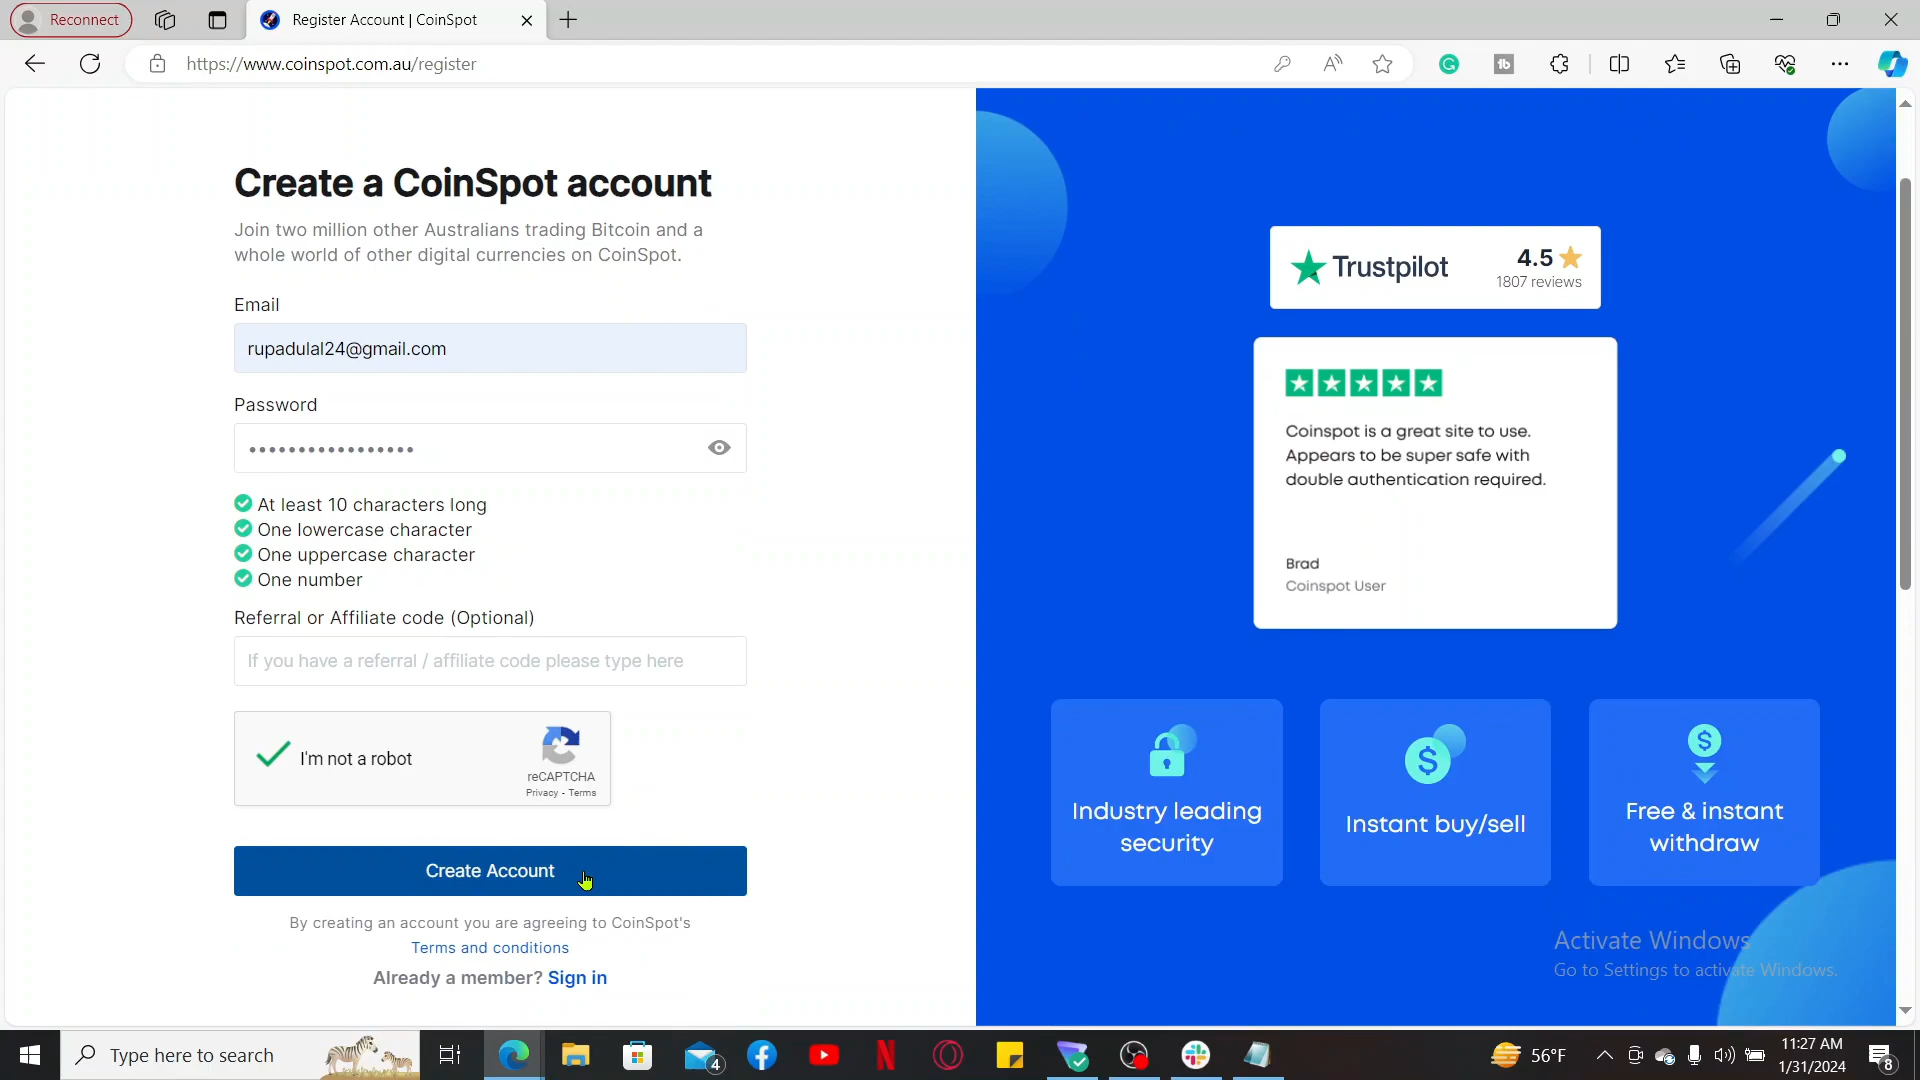 Reconnect
Register Account | CoinSpot
https://www.coinspot.com.au/register
Create a CoinSpot account
Join two million other Australians trading Bitcoin and a
whole world of other digital currencies on CoinSpot.
Email
rupadulal24@gmail.com
Password
At least 10 characters long
One lowercase character
One uppercase character
One number
Referral or Affiliate code (Optional)
If you have a referral / affiliate code please type here
I'm not a robot
reCAPTCHA
Privacy - Terms
Create Account
By creating an account you are agreeing to CoinSpot's
Terms and conditions
Already a member? Sign in
Trustpilot
4.5
1807 reviews
Coinspot is a great site to use.
Appears to be super safe with
double authentication required.
Brad
Coinspot User
Industry leading
security
Instant buy/sell
Free & instant
withdraw
Activate Windows
Go to Settings to activate Windows.
Type here to search
4
56°F
11:27 AM
1/31/2024
8